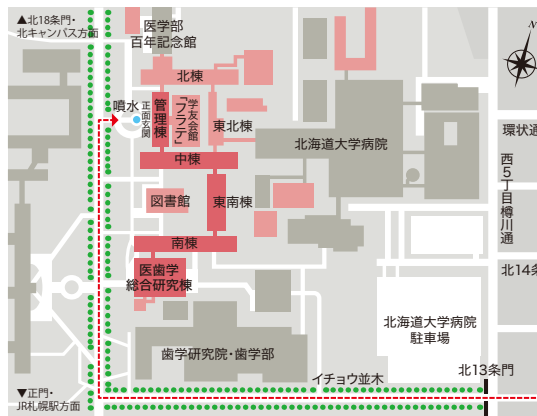 ▲北18条門・
北キャンパス方面
医学部
百年記念館
N
北棟
噴水
正面玄関
管理棟
学友会館
「フラテ」
東北棟
北海道大学病院
環状通
中棟
西5丁目樽川通
図書館
東南棟
南棟
医歯学
総合研究棟
北14条
北海道大学病院
駐車場
歯学研究院・歯学部
イチョウ並木
北13条門
▼正門・
JR札幌駅方面